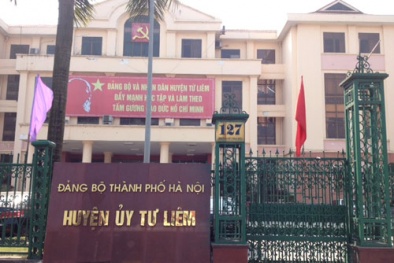 ĐẢNG BỘ VÀ NHÂN DÂN HUYỆN TỪ LIÊM
ĐẨY MẠNH HỌC TẬP VÀ LÀM THEO
TẤM GƯƠNG ĐẠO ĐỨC HỒ CHÍ MINH
127
ĐẢNG BỘ THÀNH PHỐ HÀ NỘI
HUYỆN ỦY TỪ LIÊM